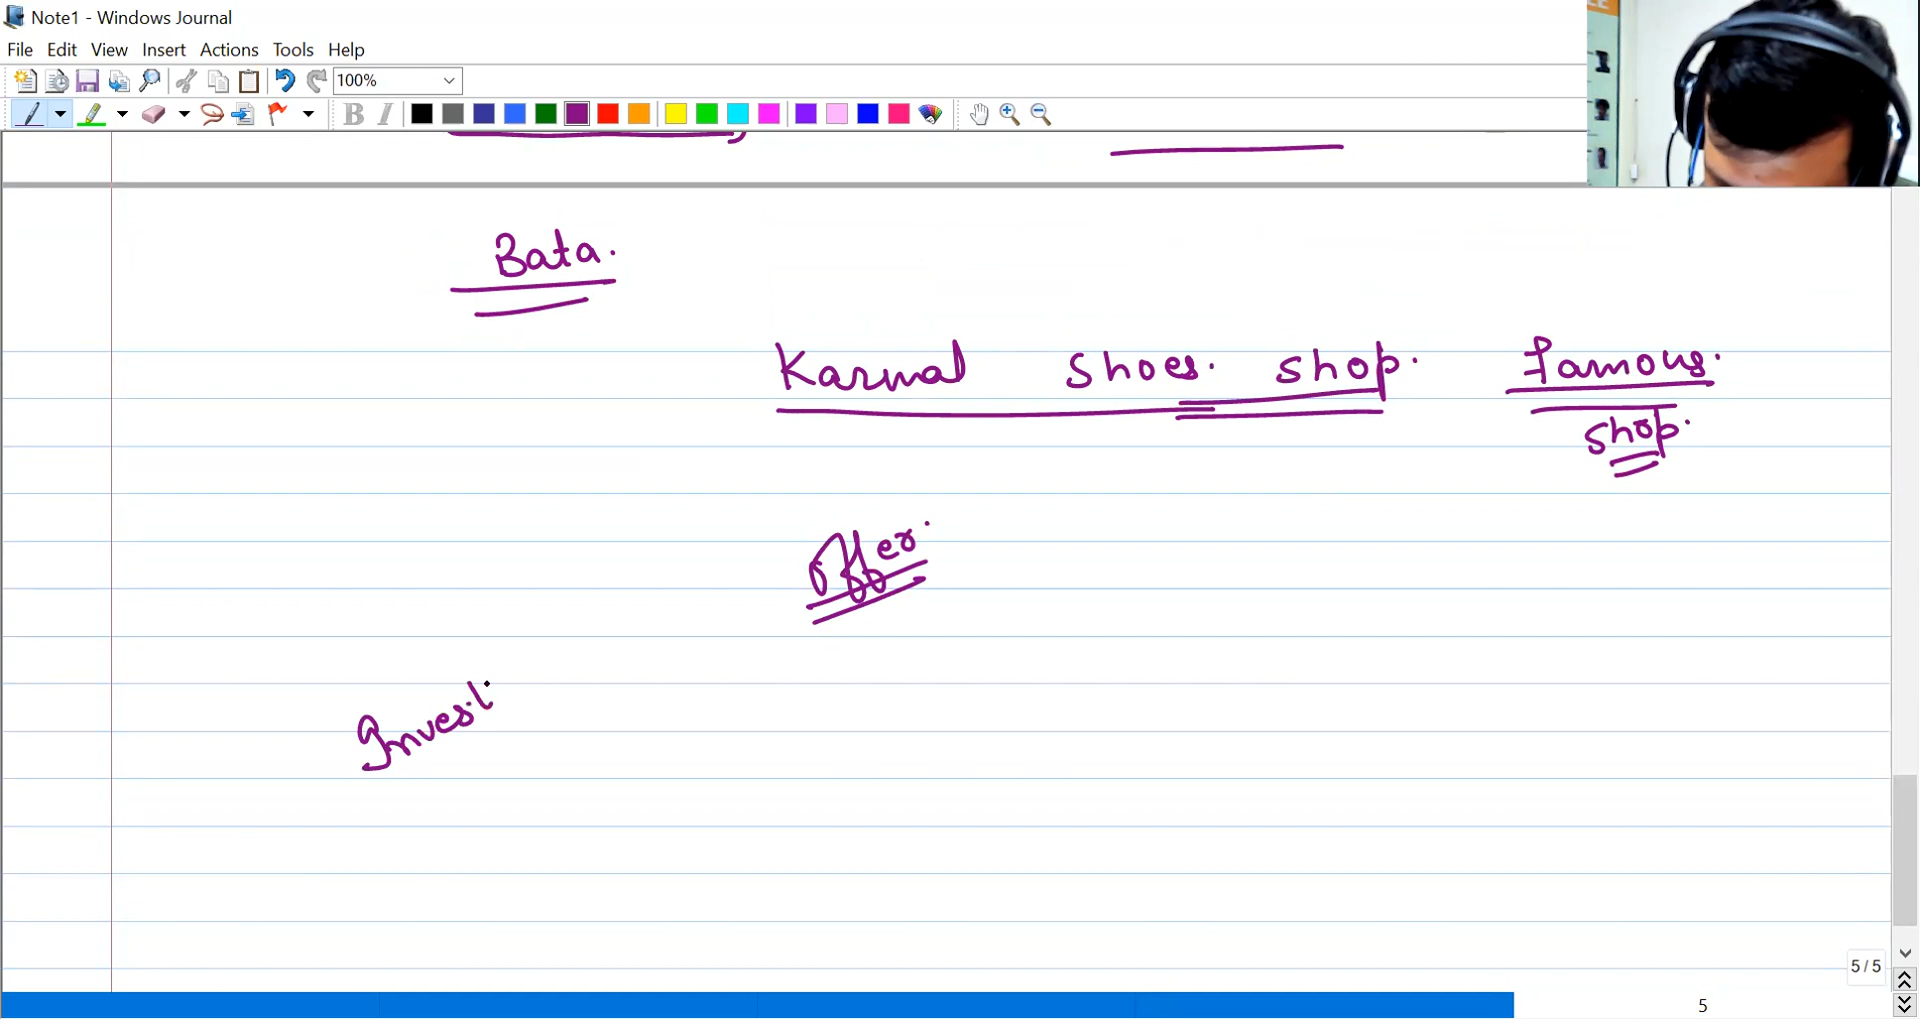 Note1 - Windows Journal
File Edit View Insert Actions Tools Help
100%
B I
Bata.
Karnal Shoes. Shop. famous.
Shop.
Offer.
Invest
5 / 5
5